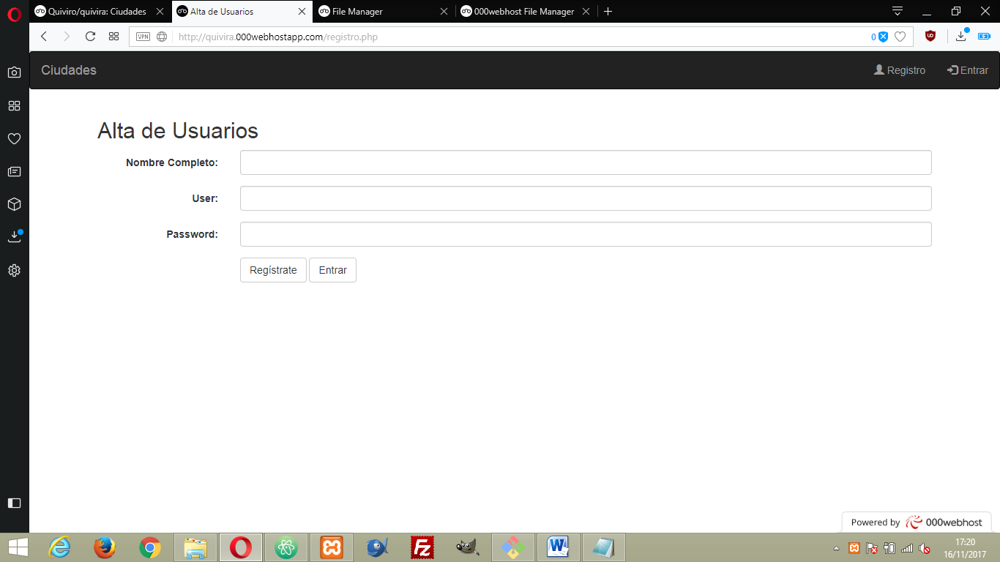 Quiviro/quivira: Ciudades
Alta de Usuarios
File Manager
000webhost File Manager
VPN
http://quivira.000webhostapp.com/registro.php
0
Ciudades
Registro
Entrar
Alta de Usuarios
Nombre Completo:
User:
Password:
Regístrate
Entrar
Powered by 000webhost
17:20
16/11/2017